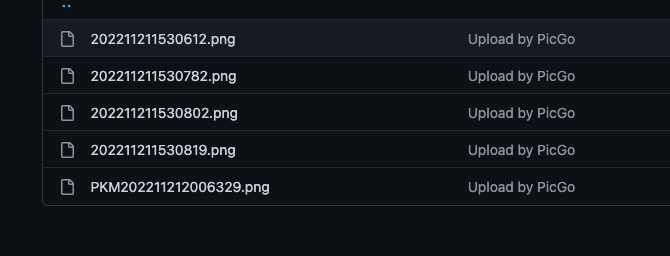 ..
202211211530612.png Upload by PicGo
202211211530782.png Upload by PicGo
202211211530802.png Upload by PicGo
202211211530819.png Upload by PicGo
PKM202211212006329.png Upload by PicGo